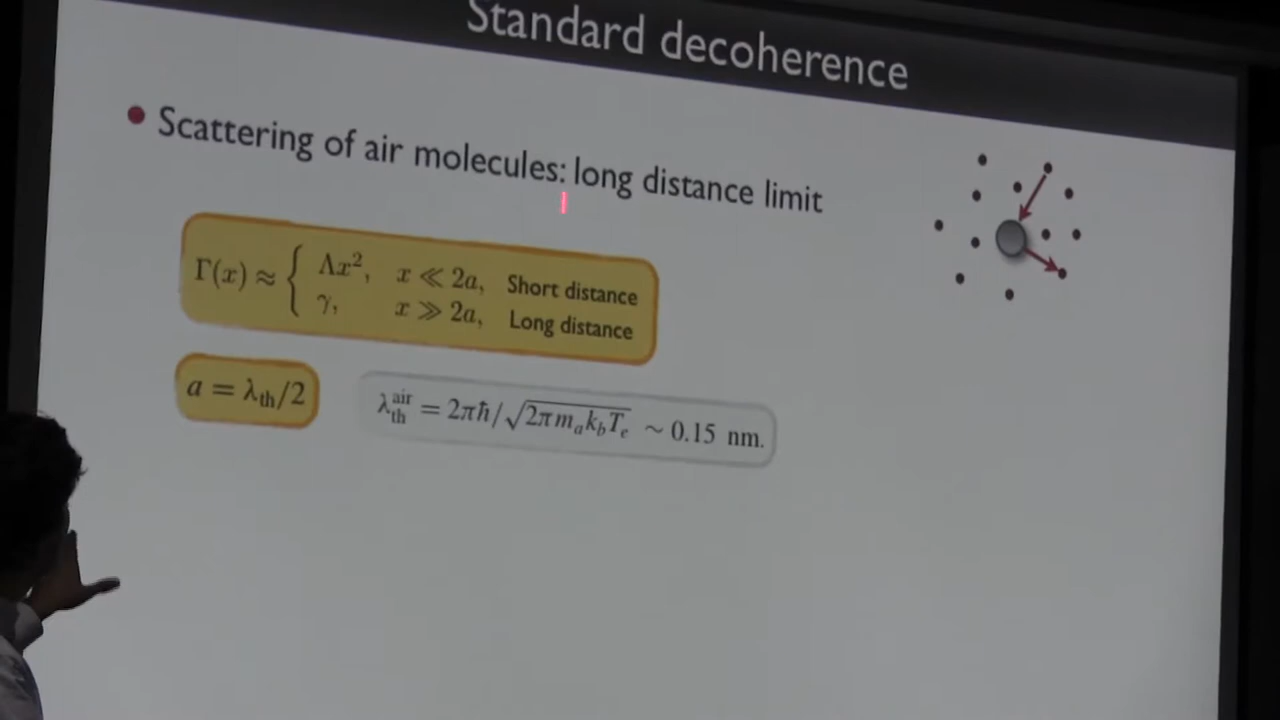 Standard decoherence
• Scattering of air molecules: long distance limit
Γ(x) ≈ { Λx², x ≪ 2a, Short distance
γ, x ≫ 2a, Long distance
a = λ_th/2
λ_th^air = 2πħ/√(2πm_a k_b T_e) ~ 0.15 nm.